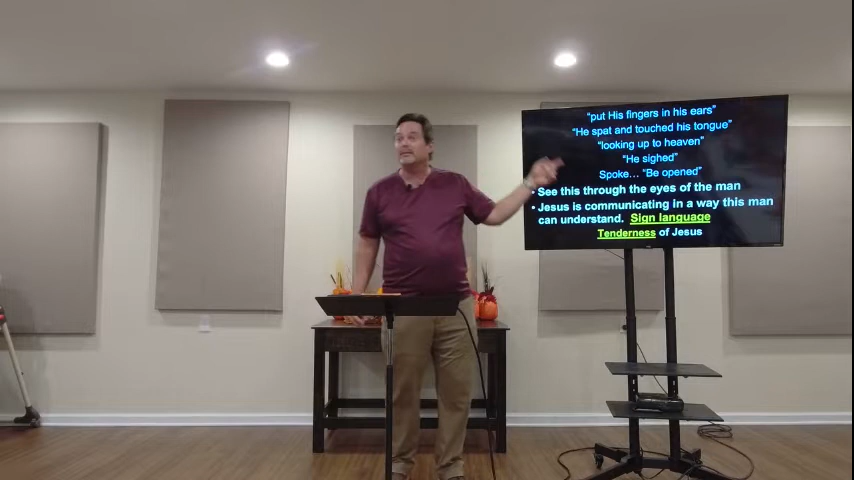 "put His fingers in his ears"
"He spat and touched his tongue"
"looking up to heaven"
"He sighed"
Spoke... "Be opened"
• See this through the eyes of the man
• Jesus is communicating in a way this man
can understand. Sign language
Tenderness of Jesus